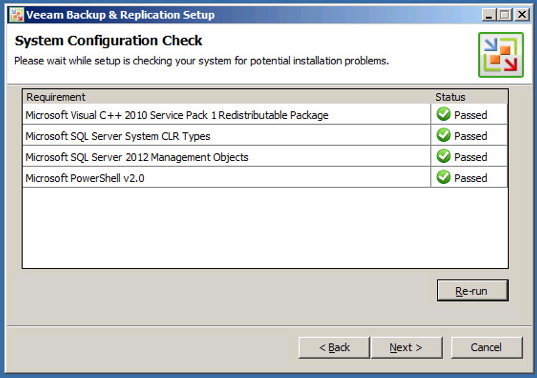 Veeam Backup & Replication Setup
System Configuration Check
Please wait while setup is checking your system for potential installation problems.
Requirement Status
Microsoft Visual C++ 2010 Service Pack 1 Redistributable Package Passed
Microsoft SQL Server System CLR Types Passed
Microsoft SQL Server 2012 Management Objects Passed
Microsoft PowerShell v2.0 Passed
Re-run
< Back Next > Cancel